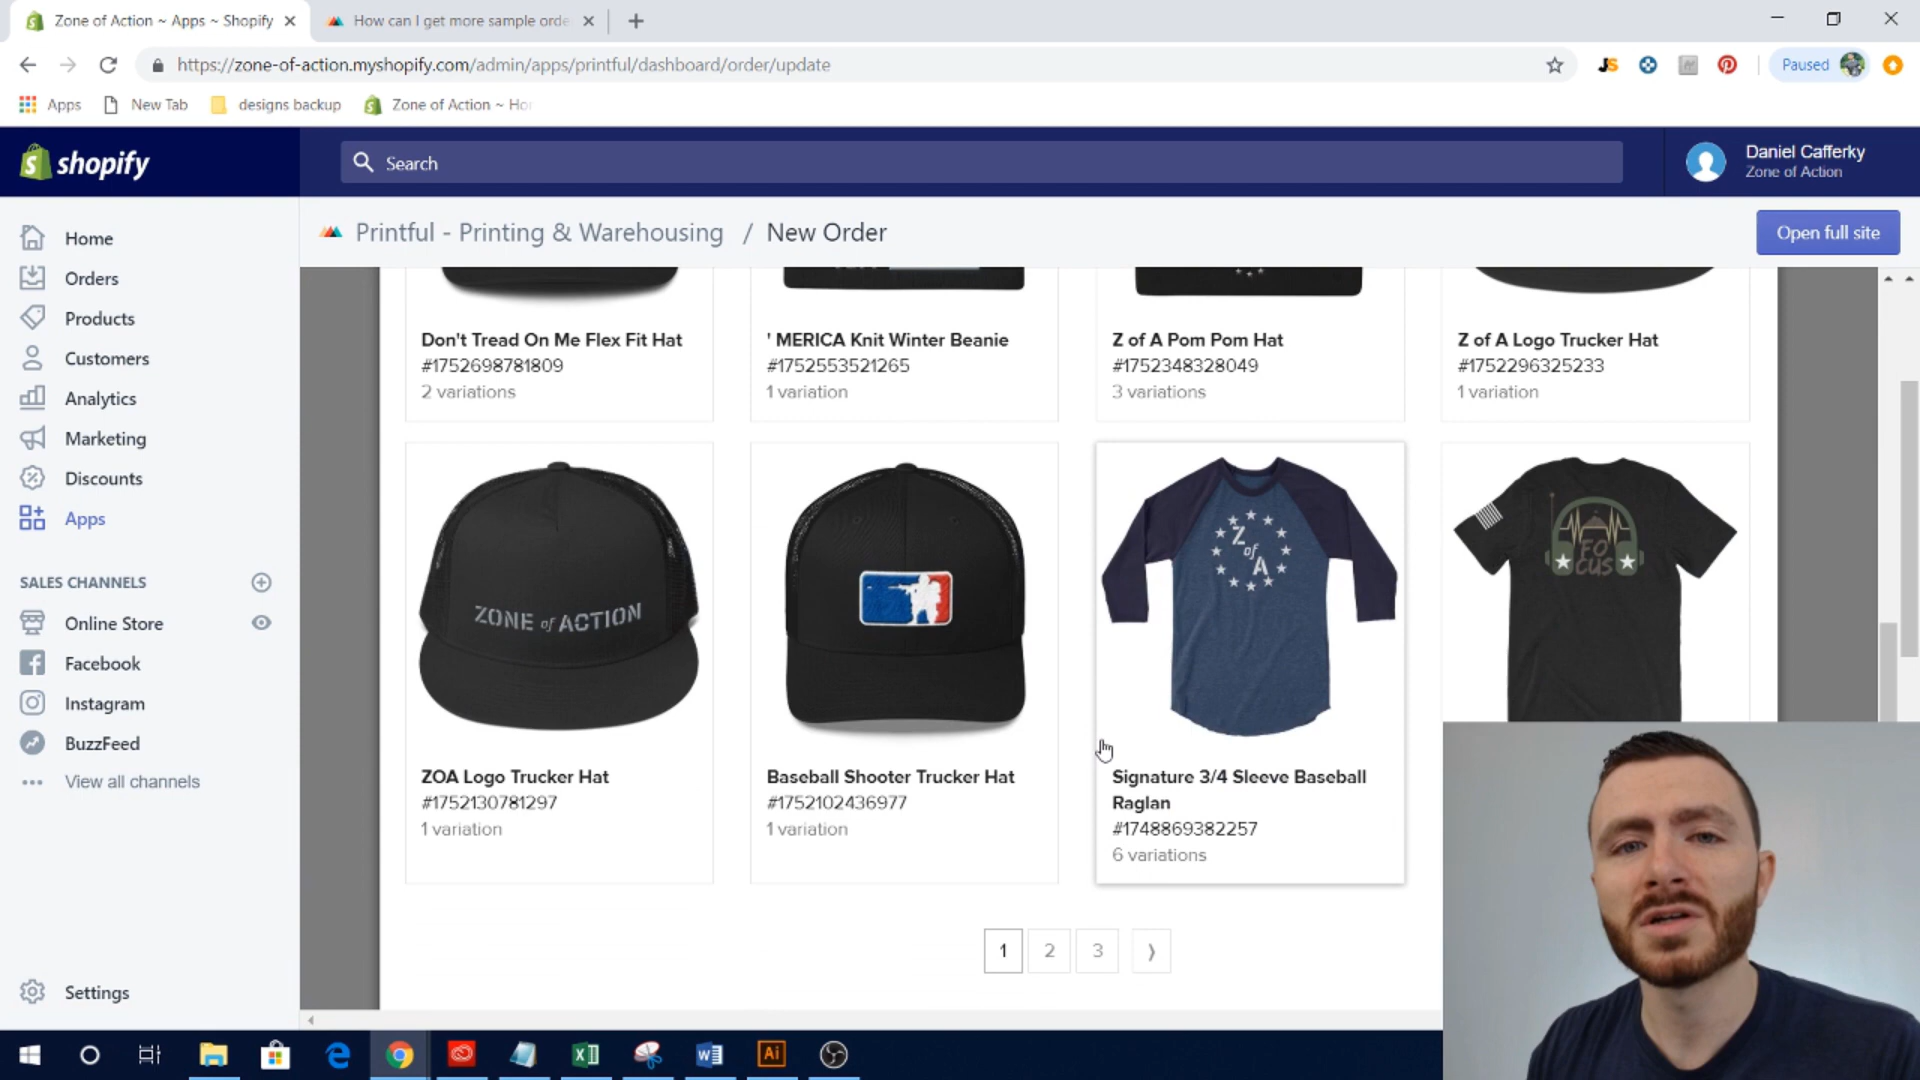 Zone of Action ~ Apps ~ Shopify
How can I get more sample orde
https://zone-of-action.myshopify.com/admin/apps/printful/dashboard/order/update
JS
Paused
Apps
New Tab
designs backup
Zone of Action ~ Ho
shopify
Search
Daniel Cafferky
Zone of Action
Printful - Printing & Warehousing / New Order
Open full site
Home
Orders
Products
Customers
Analytics
Marketing
Discounts
Apps
SALES CHANNELS
Online Store
Facebook
Instagram
BuzzFeed
View all channels
Settings
Don't Tread On Me Flex Fit Hat
#1752698781809
2 variations
' MERICA Knit Winter Beanie
#1752553521265
1 variation
Z of A Pom Pom Hat
#1752348328049
3 variations
Z of A Logo Trucker Hat
#1752296325233
1 variation
ZONE of ACTION
ZOA Logo Trucker Hat
#1752130781297
1 variation
Baseball Shooter Trucker Hat
#1752102436977
1 variation
Z
of
A
Signature 3/4 Sleeve Baseball
Raglan
#1748869382257
6 variations
FO
CUS
1 2 3
Ai